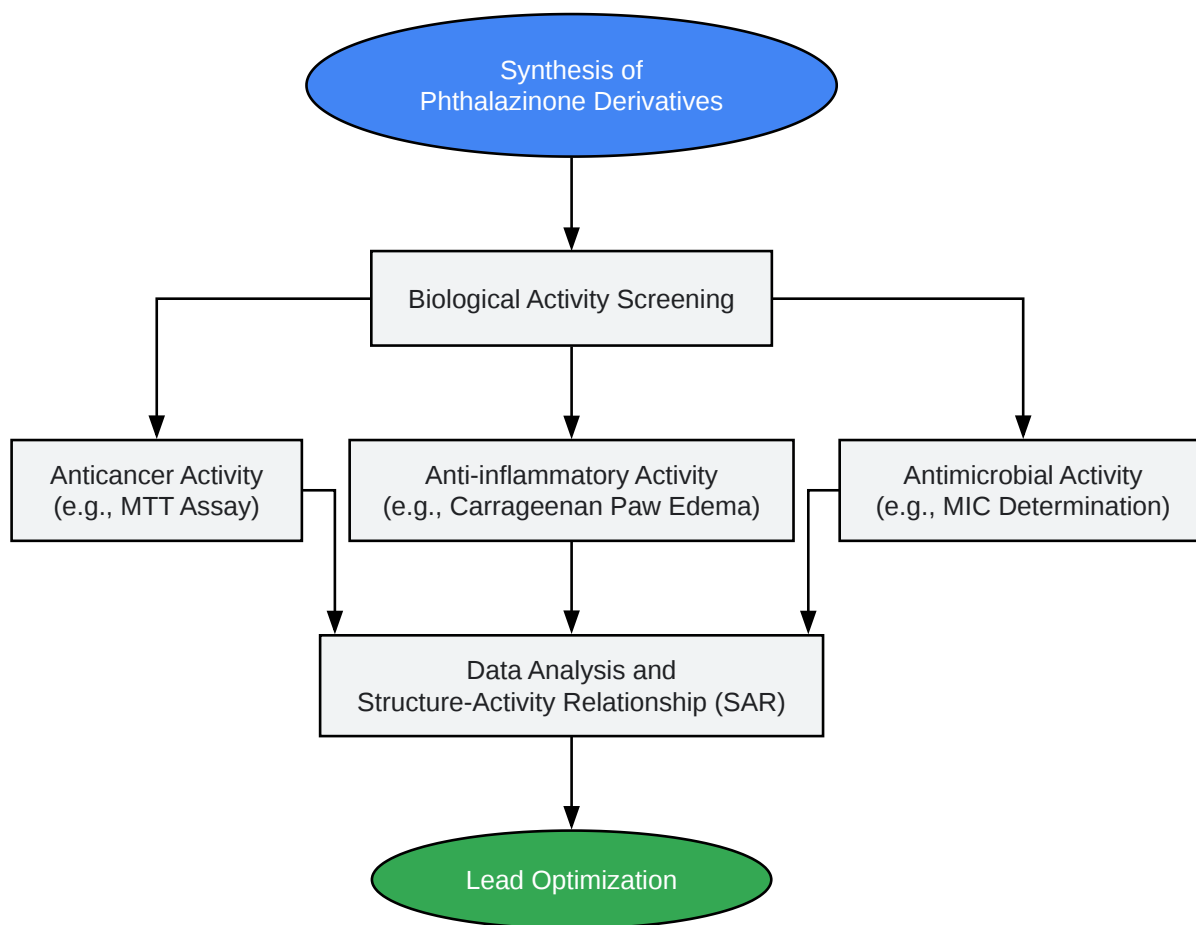 Synthesis of
Phthalazinone Derivatives
Biological Activity Screening
Anticancer Activity
(e.g., MTT Assay)
Anti-inflammatory Activity
(e.g., Carrageenan Paw Edema)
Antimicrobial Activity
(e.g., MIC Determination)
Data Analysis and
Structure-Activity Relationship (SAR)
Lead Optimization